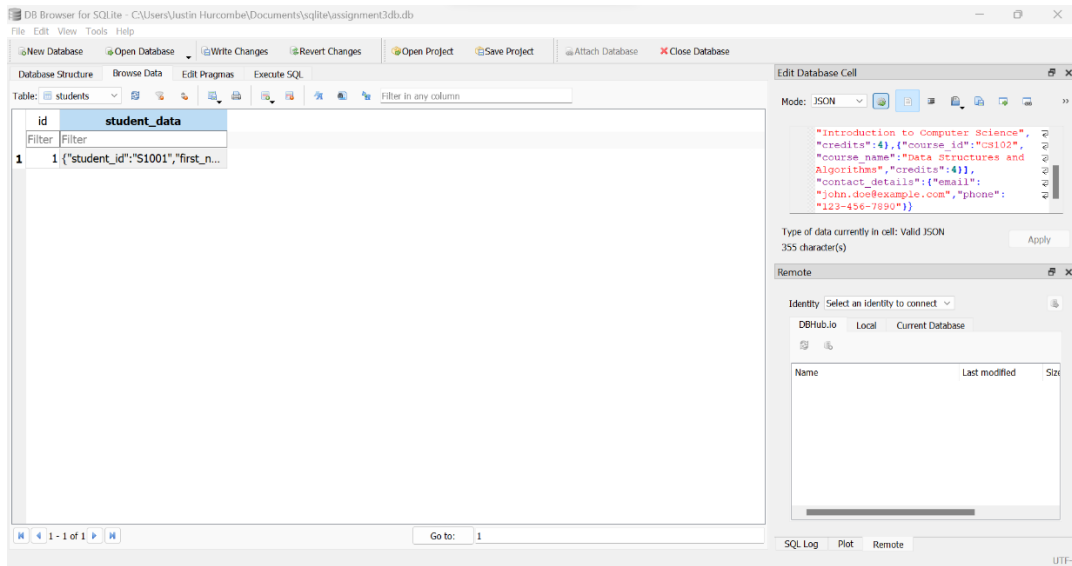 DB Browser for SQLite - C:\Users\Justin Hurcombe\Documents\sqlite\assignment3db.db
File Edit View Tools Help
New Database Open Database Write Changes Revert Changes Open Project Save Project Attach Database Close Database
Database Structure Browse Data Edit Pragmas Execute SQL
Table: students Filter in any column
id student_data
Filter Filter
1 1 {"student_id":"S1001","first_n...
1 - 1 of 1 Go to: 1
Edit Database Cell
Mode: JSON »
"Introduction to Computer Science",
"credits":4},{"course_id":"CS102",
"course_name":"Data Structures and
Algorithms","credits":4}],
"contact_details":{"email":
"john.doe@example.com","phone":
"123-456-7890"}}
Type of data currently in cell: Valid JSON
355 character(s)
Apply
Remote
Identity Select an identity to connect
DBHub.io Local Current Database
Name Last modified Size
SQL Log Plot Remote
UTF-